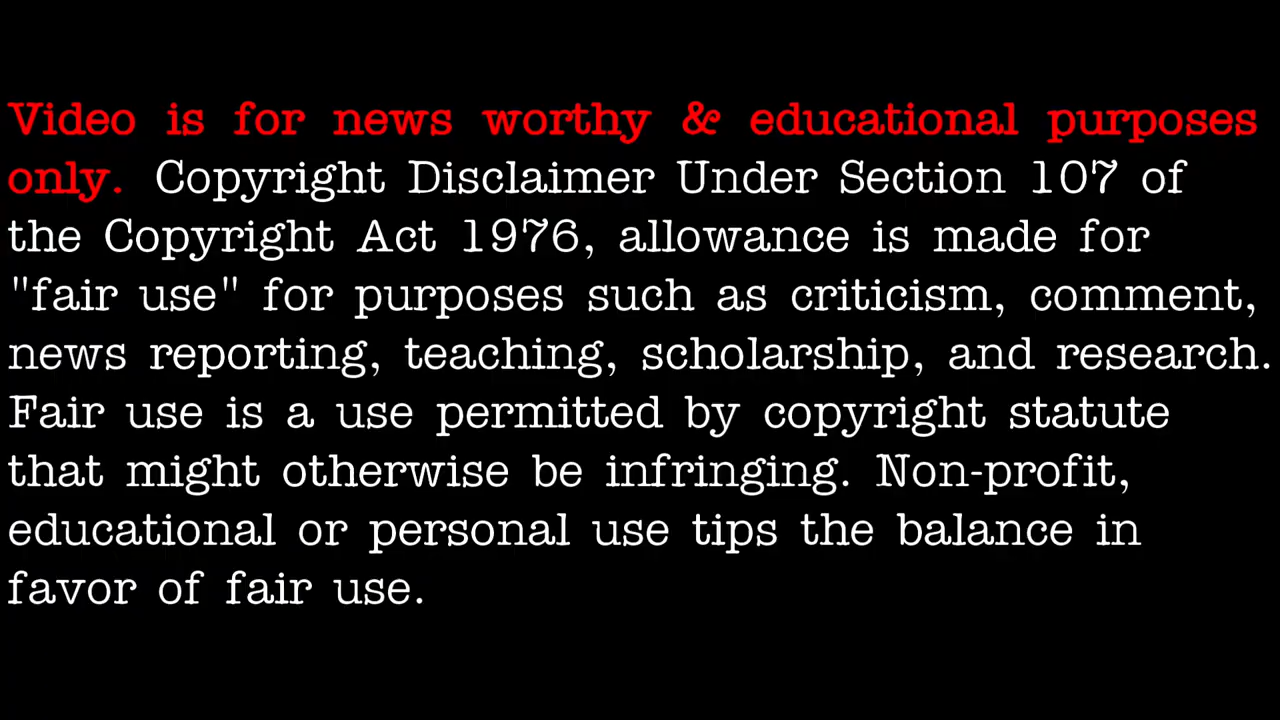 Video is for news worthy & educational purposes
only. Copyright Disclaimer Under Section 107 of
the Copyright Act 1976, allowance is made for
"fair use" for purposes such as criticism, comment,
news reporting, teaching, scholarship, and research.
Fair use is a use permitted by copyright statute
that might otherwise be infringing. Non-profit,
educational or personal use tips the balance in
favor of fair use.